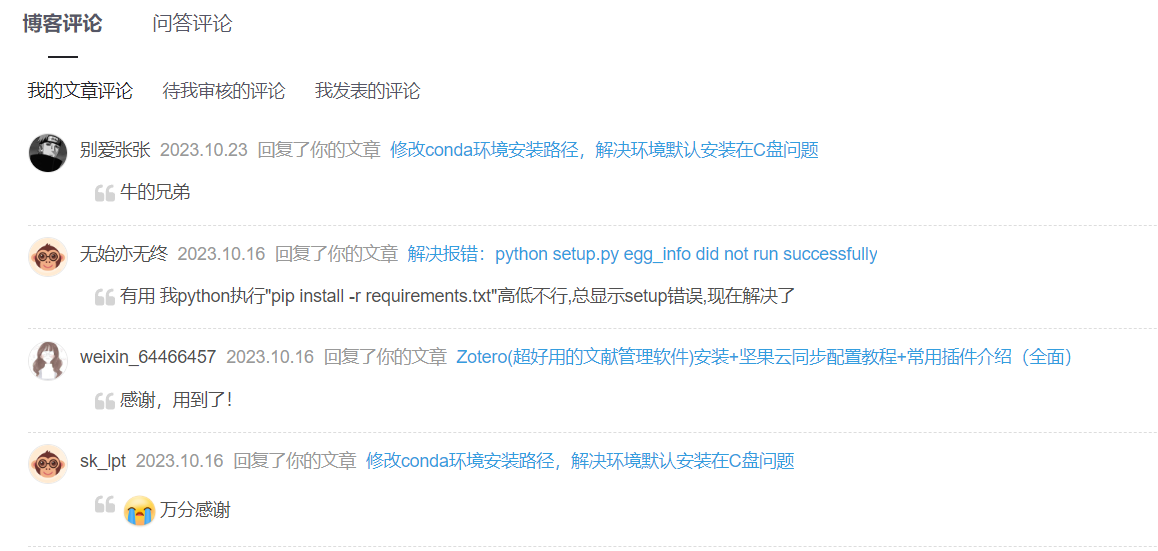 博客评论 问答评论
我的文章评论 待我审核的评论 我发表的评论
别爱张张 2023.10.23 回复了你的文章 修改conda环境安装路径，解决环境默认安装在C盘问题
牛的兄弟
无始亦无终 2023.10.16 回复了你的文章 解决报错：python setup.py egg_info did not run successfully
有用 我python执行"pip install -r requirements.txt"高低不行,总显示setup错误,现在解决了
weixin_64466457 2023.10.16 回复了你的文章 Zotero(超好用的文献管理软件)安装+坚果云同步配置教程+常用插件介绍（全面）
感谢，用到了！
sk_lpt 2023.10.16 回复了你的文章 修改conda环境安装路径，解决环境默认安装在C盘问题
😭 万分感谢